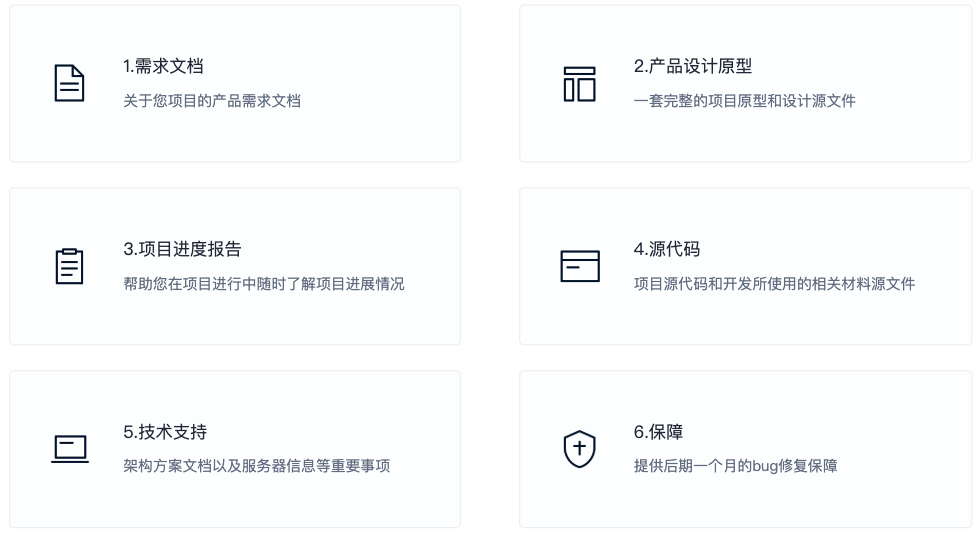 1.需求文档
关于您项目的产品需求文档
2.产品设计原型
一套完整的项目原型和设计源文件
3.项目进度报告
帮助您在项目进行中随时了解项目进展情况
4.源代码
项目源代码和开发所使用的相关材料源文件
5.技术支持
架构方案文档以及服务器信息等重要事项
6.保障
提供后期一个月的bug修复保障